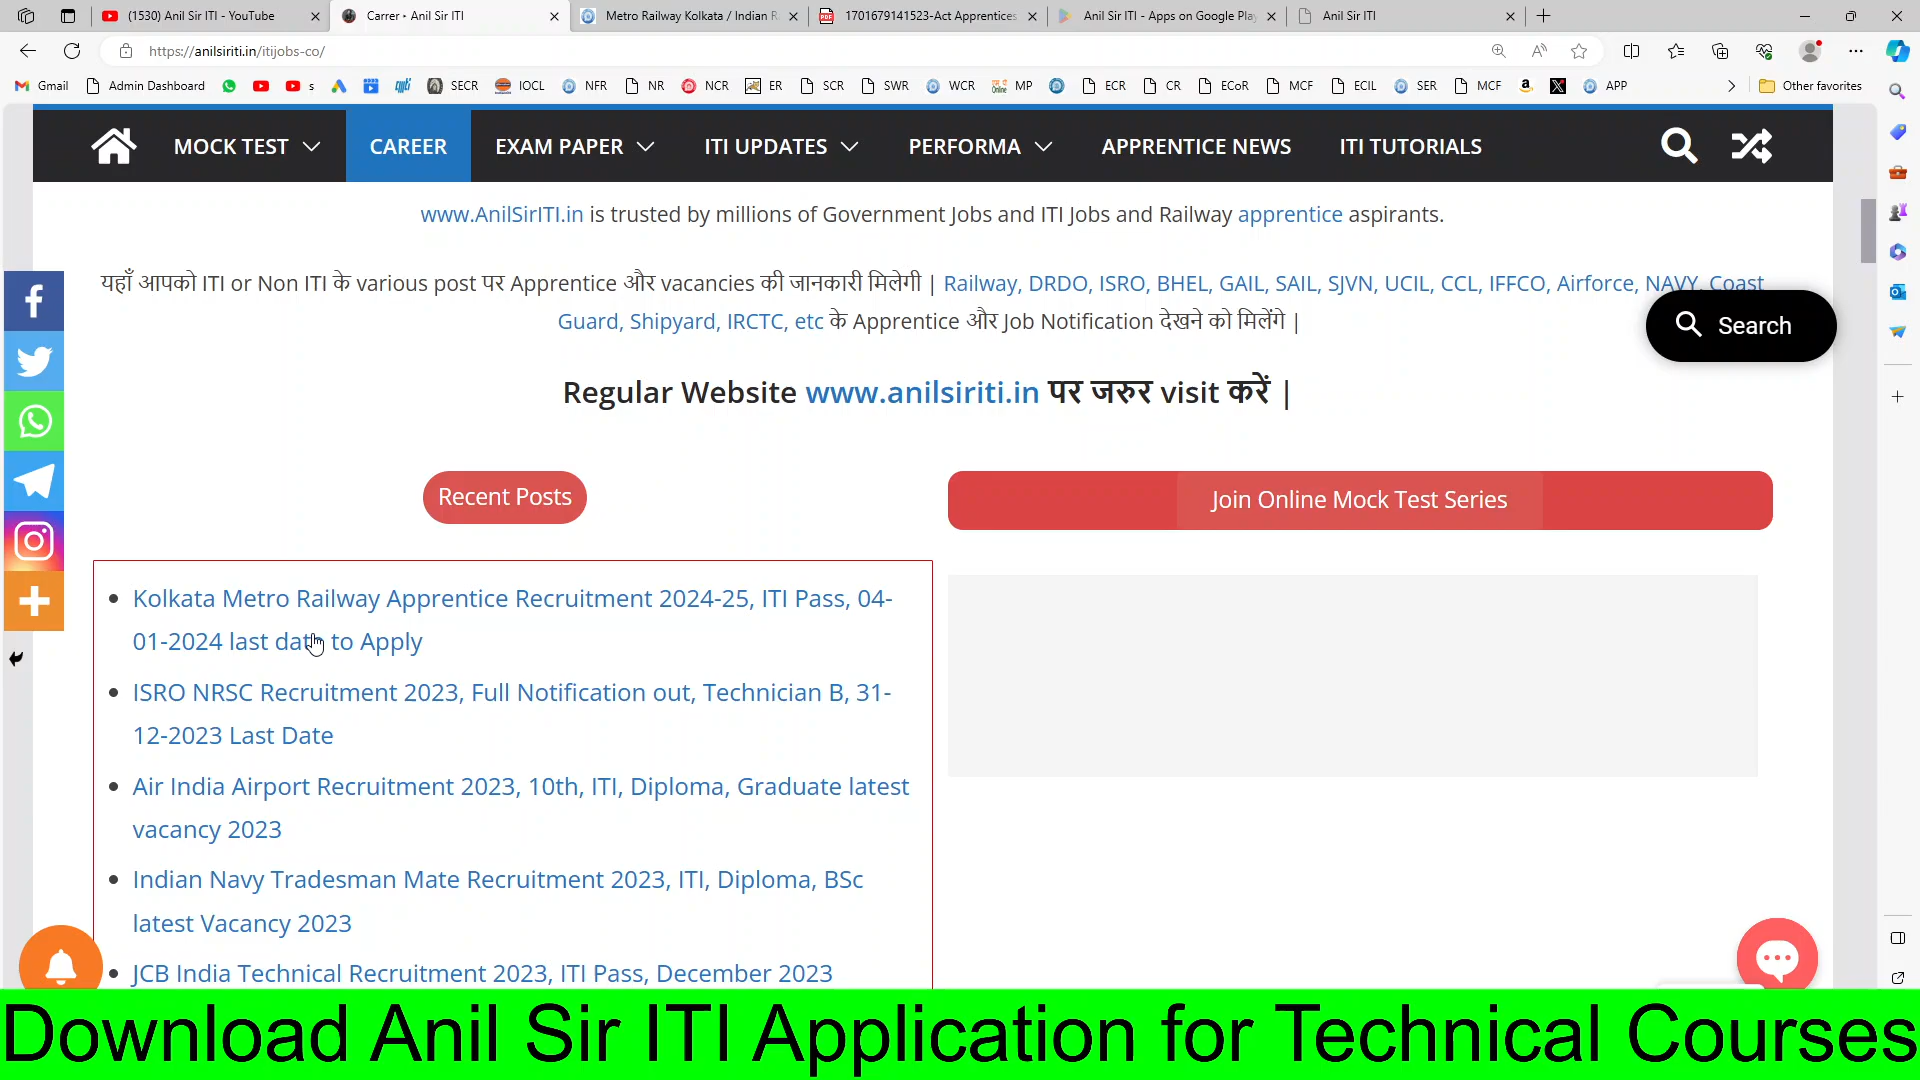 (1530) Anil Sir ITI - YouTube
Carrer • Anil Sir ITI
Metro Railway Kolkata / Indian R
1701679141523-Act Apprentices
Anil Sir ITI - Apps on Google Play
Anil Sir ITI
https://anilsiriti.in/itijobs-co/
Gmail
Admin Dashboard
s
SECR
IOCL
NFR
NR
NCR
ER
SCR
SWR
WCR
MP
ECR
CR
ECoR
MCF
ECIL
SER
MCF
APP
Other favorites
MOCK TEST
CAREER
EXAM PAPER
ITI UPDATES
PERFORMA
APPRENTICE NEWS
ITI TUTORIALS
www.AnilSirITI.in is trusted by millions of Government Jobs and ITI Jobs and Railway apprentice aspirants.
यहाँ आपको ITI or Non ITI के various post पर Apprentice और vacancies की जानकारी मिलेगी | Railway, DRDO, ISRO, BHEL, GAIL, SAIL, SJVN, UCIL, CCL, IFFCO, Airforce, NAVY, Coast
Guard, Shipyard, IRCTC, etc के Apprentice और Job Notification देखने को मिलेंगे |
Search
Regular Website www.anilsiriti.in पर जरुर visit करें |
Recent Posts
Join Online Mock Test Series
Kolkata Metro Railway Apprentice Recruitment 2024-25, ITI Pass, 04-
01-2024 last date to Apply
ISRO NRSC Recruitment 2023, Full Notification out, Technician B, 31-
12-2023 Last Date
Air India Airport Recruitment 2023, 10th, ITI, Diploma, Graduate latest
vacancy 2023
Indian Navy Tradesman Mate Recruitment 2023, ITI, Diploma, BSc
latest Vacancy 2023
JCB India Technical Recruitment 2023, ITI Pass, December 2023
Download Anil Sir ITI Application for Technical Courses